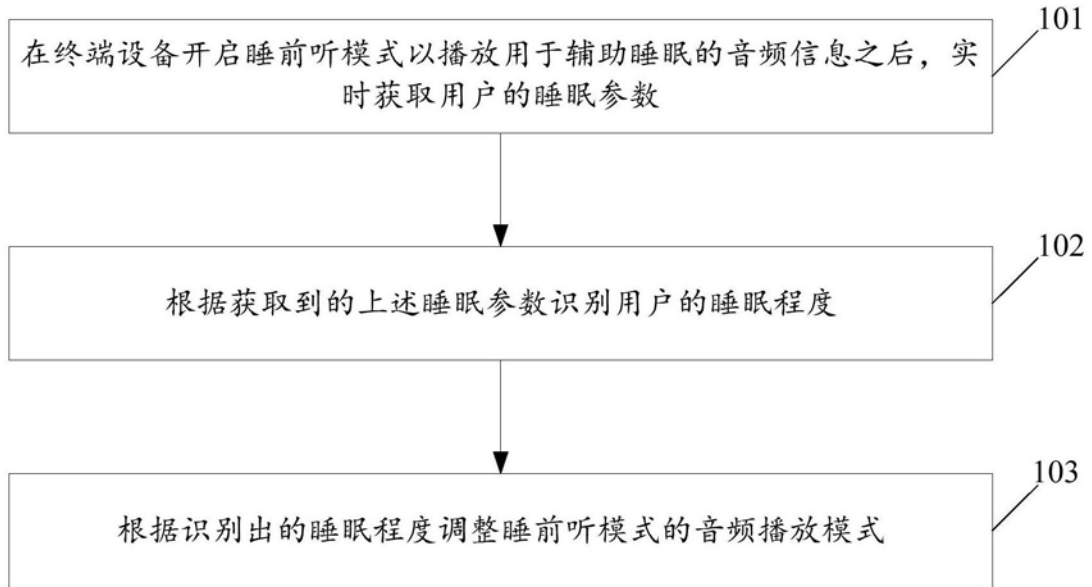 101
在终端设备开启睡前听模式以播放用于辅助睡眠的音频信息之后，实
时获取用户的睡眠参数
102
根据获取到的上述睡眠参数识别用户的睡眠程度
103
根据识别出的睡眠程度调整睡前听模式的音频播放模式